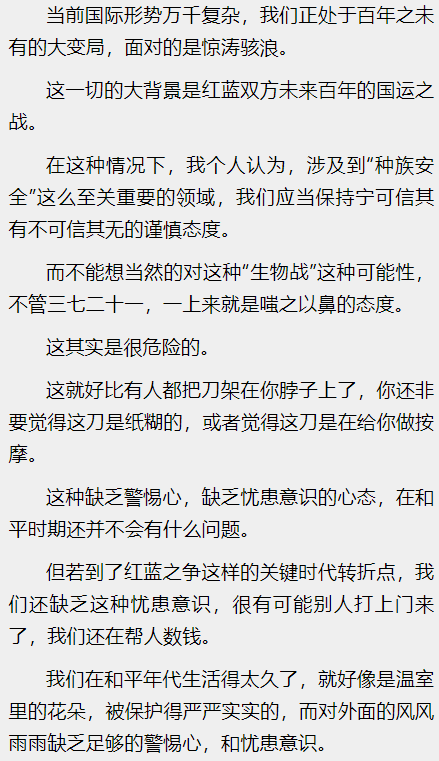 当前国际形势万千复杂，我们正处于百年之未
有的大变局，面对的是惊涛骇浪。
这一切的大背景是红蓝双方未来百年的国运之
战。
在这种情况下，我个人认为，涉及到“种族安
全”这么至关重要的领域，我们应当保持宁可信其
有不可信其无的谨慎态度。
而不能想当然的对这种“生物战”这种可能性，
不管三七二十一，一上来就是嗤之以鼻的态度。
这其实是很危险的。
这就好比有人都把刀架在你脖子上了，你还非
要觉得这刀是纸糊的，或者觉得这刀是在给你做按
摩。
这种缺乏警惕心，缺乏忧患意识的心态，在和
平时期还并不会有什么问题。
但若到了红蓝之争这样的关键时代转折点，我
们还缺乏这种忧患意识，很有可能别人打上门来
了，我们还在帮人数钱。
我们在和平年代生活得太久了，就好像是温室
里的花朵，被保护得严严实实的，而对外面的风风
雨雨缺乏足够的警惕心，和忧患意识。